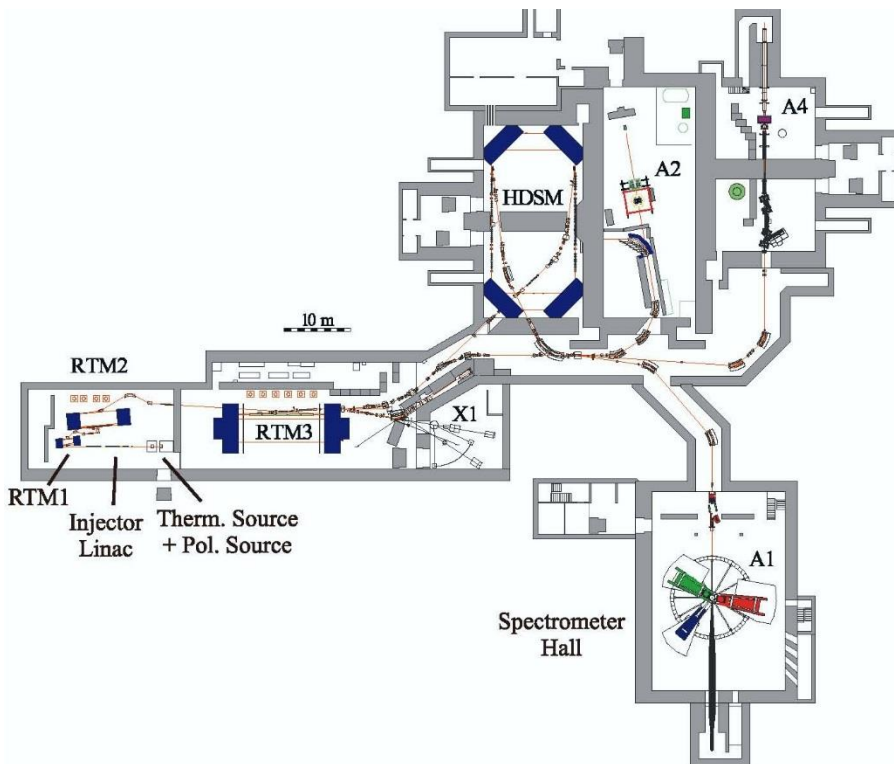 A4
A2
HDSM
10 m
RTM2
X1
RTM3
RTM1
Injector
Linac
Therm. Source
+ Pol. Source
A1
Spectrometer
Hall